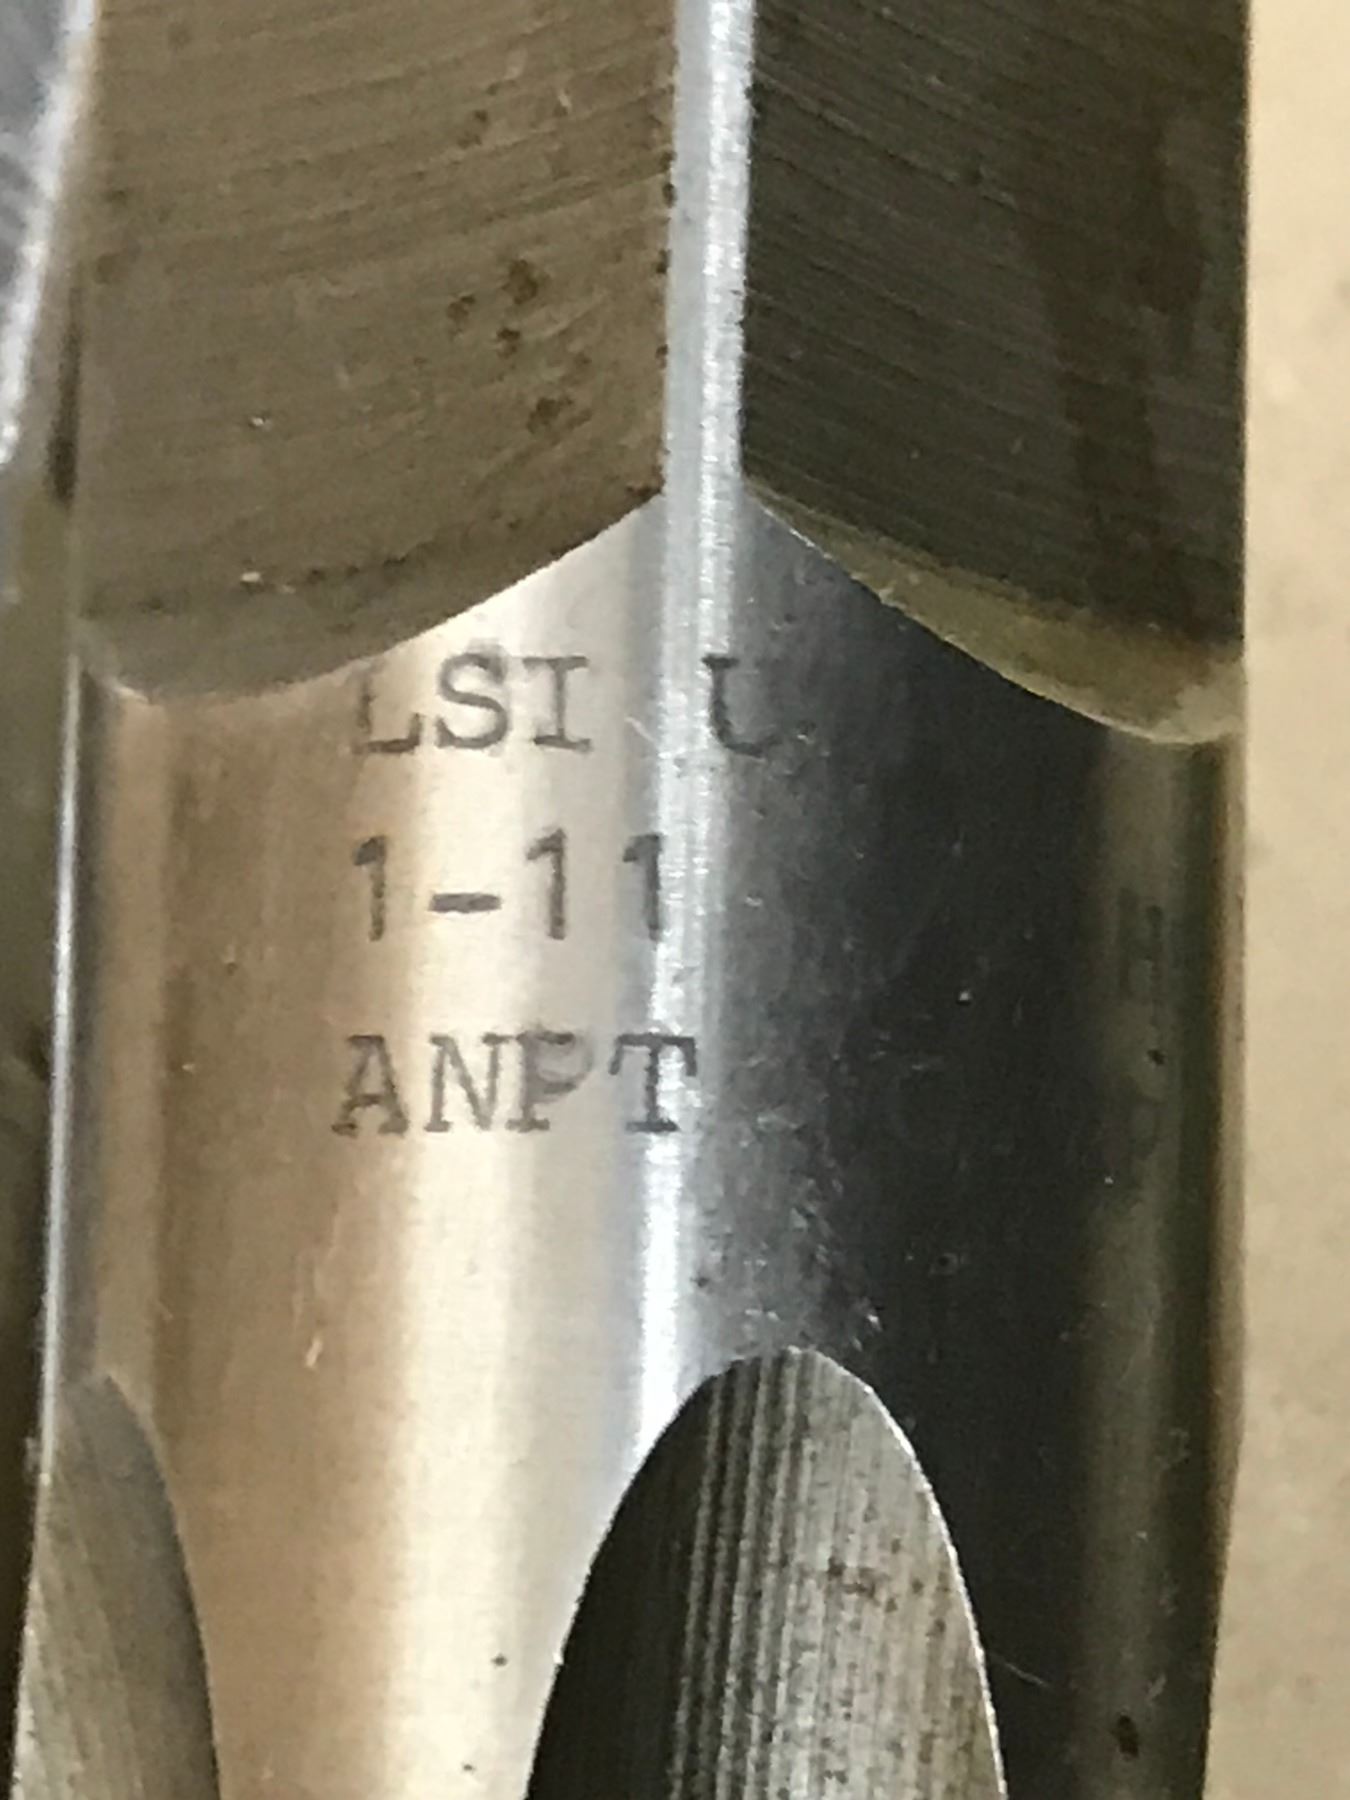 LSI U
1-11
ANPT